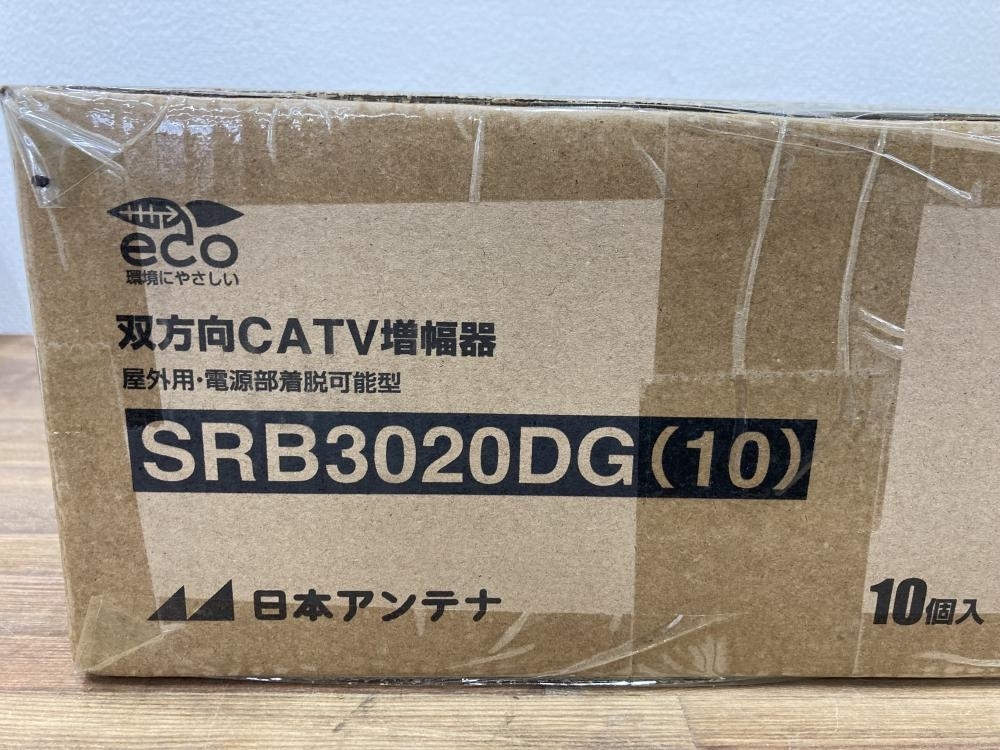 eco
環境にやさしい
双方向CATV増幅器
屋外用・電源部着脱可能型
SRB3020DG(10)
日本アンテナ
10個入